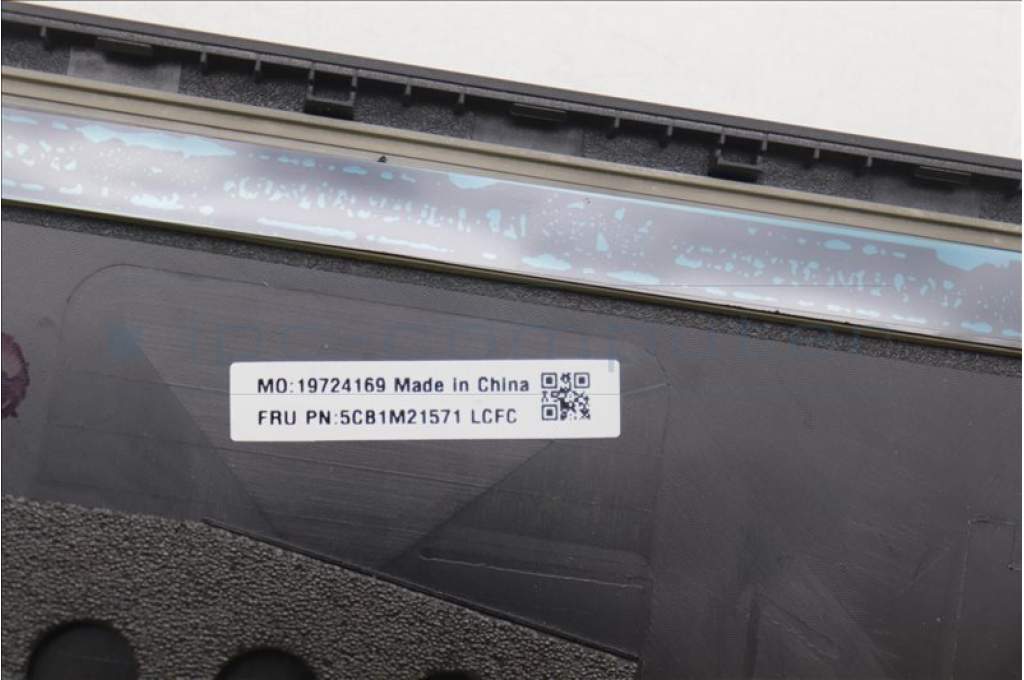 MO:19724169 Made in China
FRU PN:5CB1M21571 LCFC